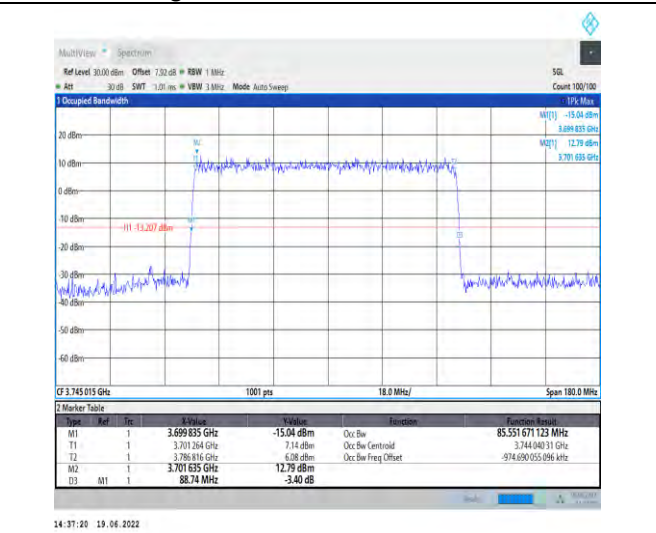 MultiView Spectrum
Ref Level 30.00 dBm Offset 7.92 dB RBW 1 MHz SGL
Att 30 dB SWT 1.01 ms VBW 3 MHz Mode Auto Sweep Count 100/100
1 Occupied Bandwidth 1Pk Max
M1[1] -15.04 dBm
3.699 835 GHz
M2[1] 12.79 dBm
3.701 635 GHz
20 dBm
M2
10 dBm
T1 T2
0 dBm
-10 dBm
H1 -13.207 dBm
D3
-20 dBm
-30 dBm
-40 dBm
-50 dBm
-60 dBm
CF 3.745 015 GHz 1001 pts 18.0 MHz/ Span 180.0 MHz
2 Marker Table
Type Ref Trc X-Value Y-Value Function Function Result
M1 1 3.699 835 GHz -15.04 dBm Occ Bw 85.551 671 123 MHz
T1 1 3.701 264 GHz 7.14 dBm Occ Bw Centroid 3.744 040 31 GHz
T2 1 3.786 816 GHz 6.08 dBm Occ Bw Freq Offset -974.690 055 096 kHz
M2 1 3.701 635 GHz 12.79 dBm
D3 M1 1 88.74 MHz -3.40 dB
14:37:20 19.06.2022